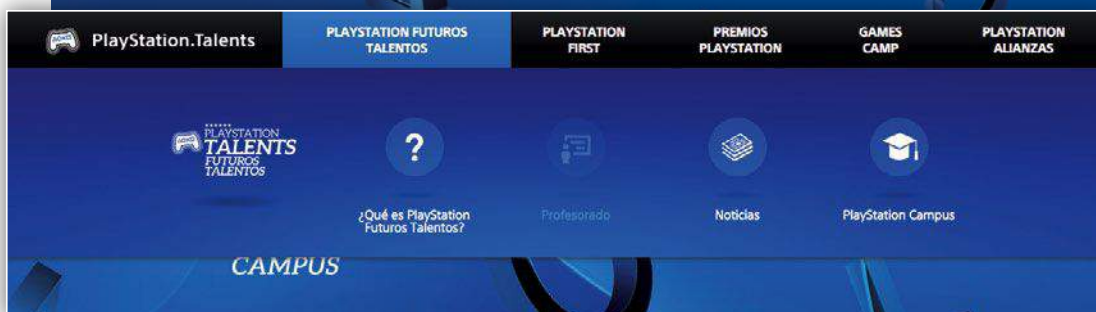 PlayStation.Talents
PLAYSTATION FUTUROS
TALENTOS
PLAYSTATION
FIRST
PREMIOS
PLAYSTATION
GAMES
CAMP
PLAYSTATION
ALIANZAS
PLAYSTATION
TALENTS
FUTUROS
TALENTOS
?
¿Qué es PlayStation
Futuros Talentos?
Profesorado
Noticias
PlayStation Campus
CAMPUS